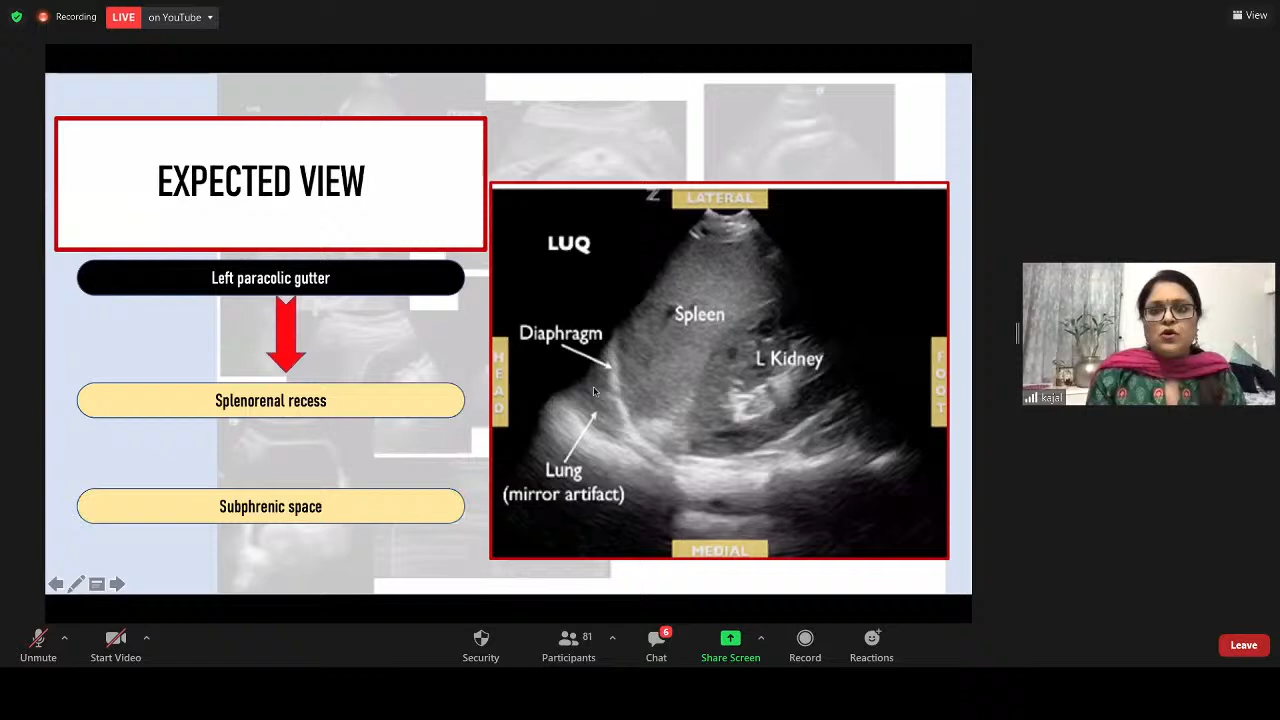 Recording
LIVE
on YouTube
View
EXPECTED VIEW
Left paracolic gutter
Splenorenal recess
Subphrenic space
Z
LATERAL
LUQ
Spleen
Diaphragm
L Kidney
HEAD
FOOT
Lung
(mirror artifact)
MEDIAL
kajal
Unmute
Start Video
Security
Participants
81
Chat
6
Share Screen
Record
Reactions
Leave